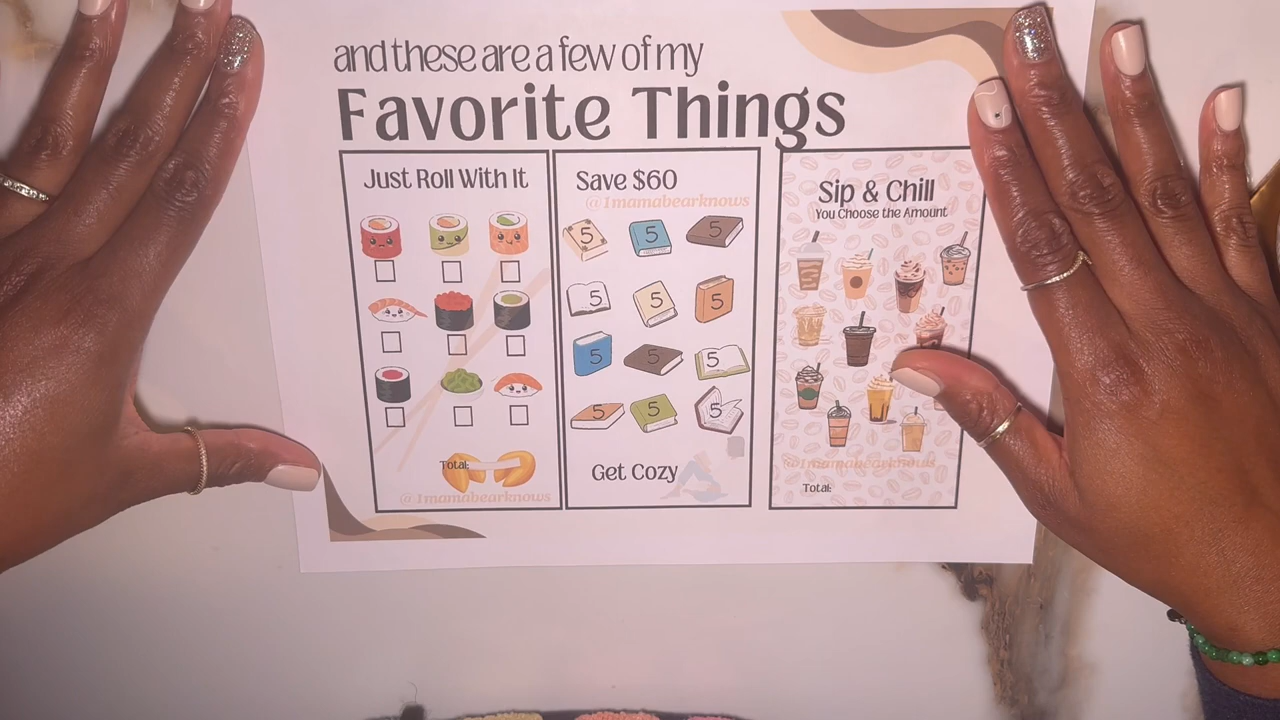 and these are a few of my
Favorite Things
Just Roll With It
Total:
@1mamabearknows
Save $60
@1mamabearknows
5 5 5
5 5 5
5 5 5
5 5 5
Get Cozy
Sip & Chill
You Choose the Amount
@1mamabearknows
Total: